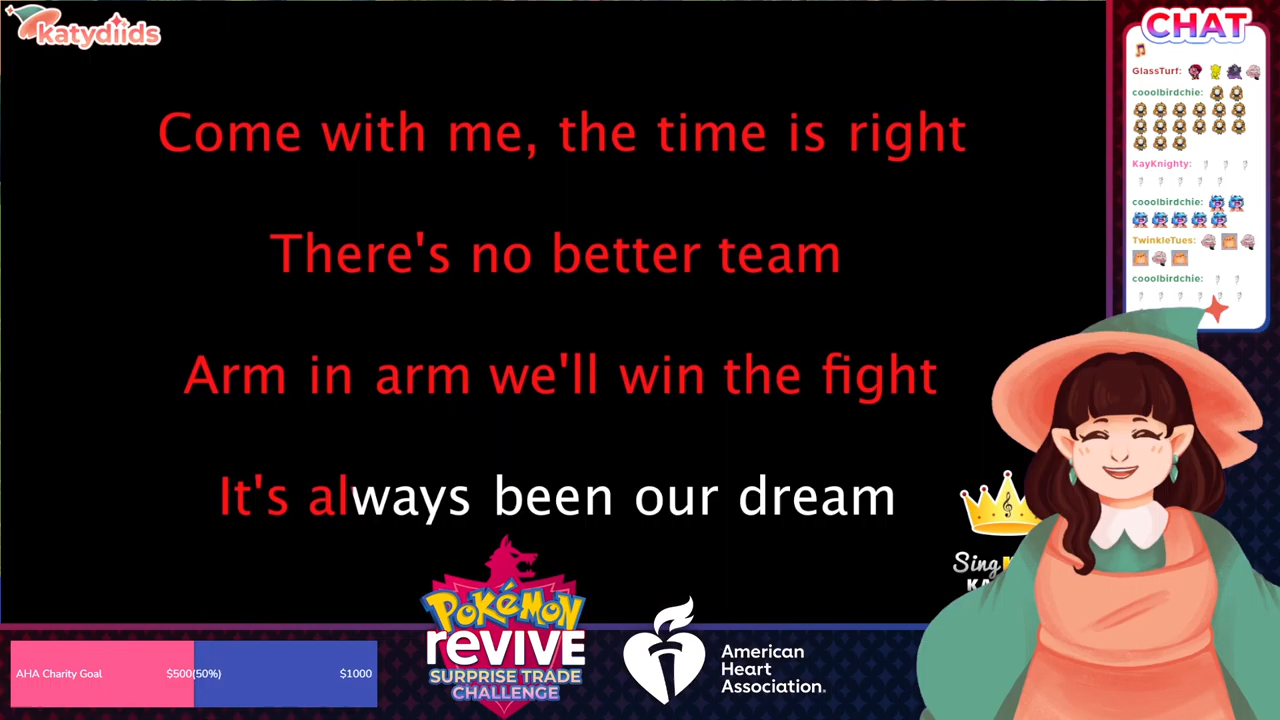 katydiids
CHAT
GlassTurf:
cooolbirdchie:
KayKnighty:
cooolbirdchie:
TwinkleTues:
cooolbirdchie:
Come with me, the time is right
There's no better team
Arm in arm we'll win the fight
It's always been our dream
Sing
KA
POKéMON
revive
SURPRISE TRADE
CHALLENGE
American
Heart
Association.
AHA Charity Goal $500(50%) $1000